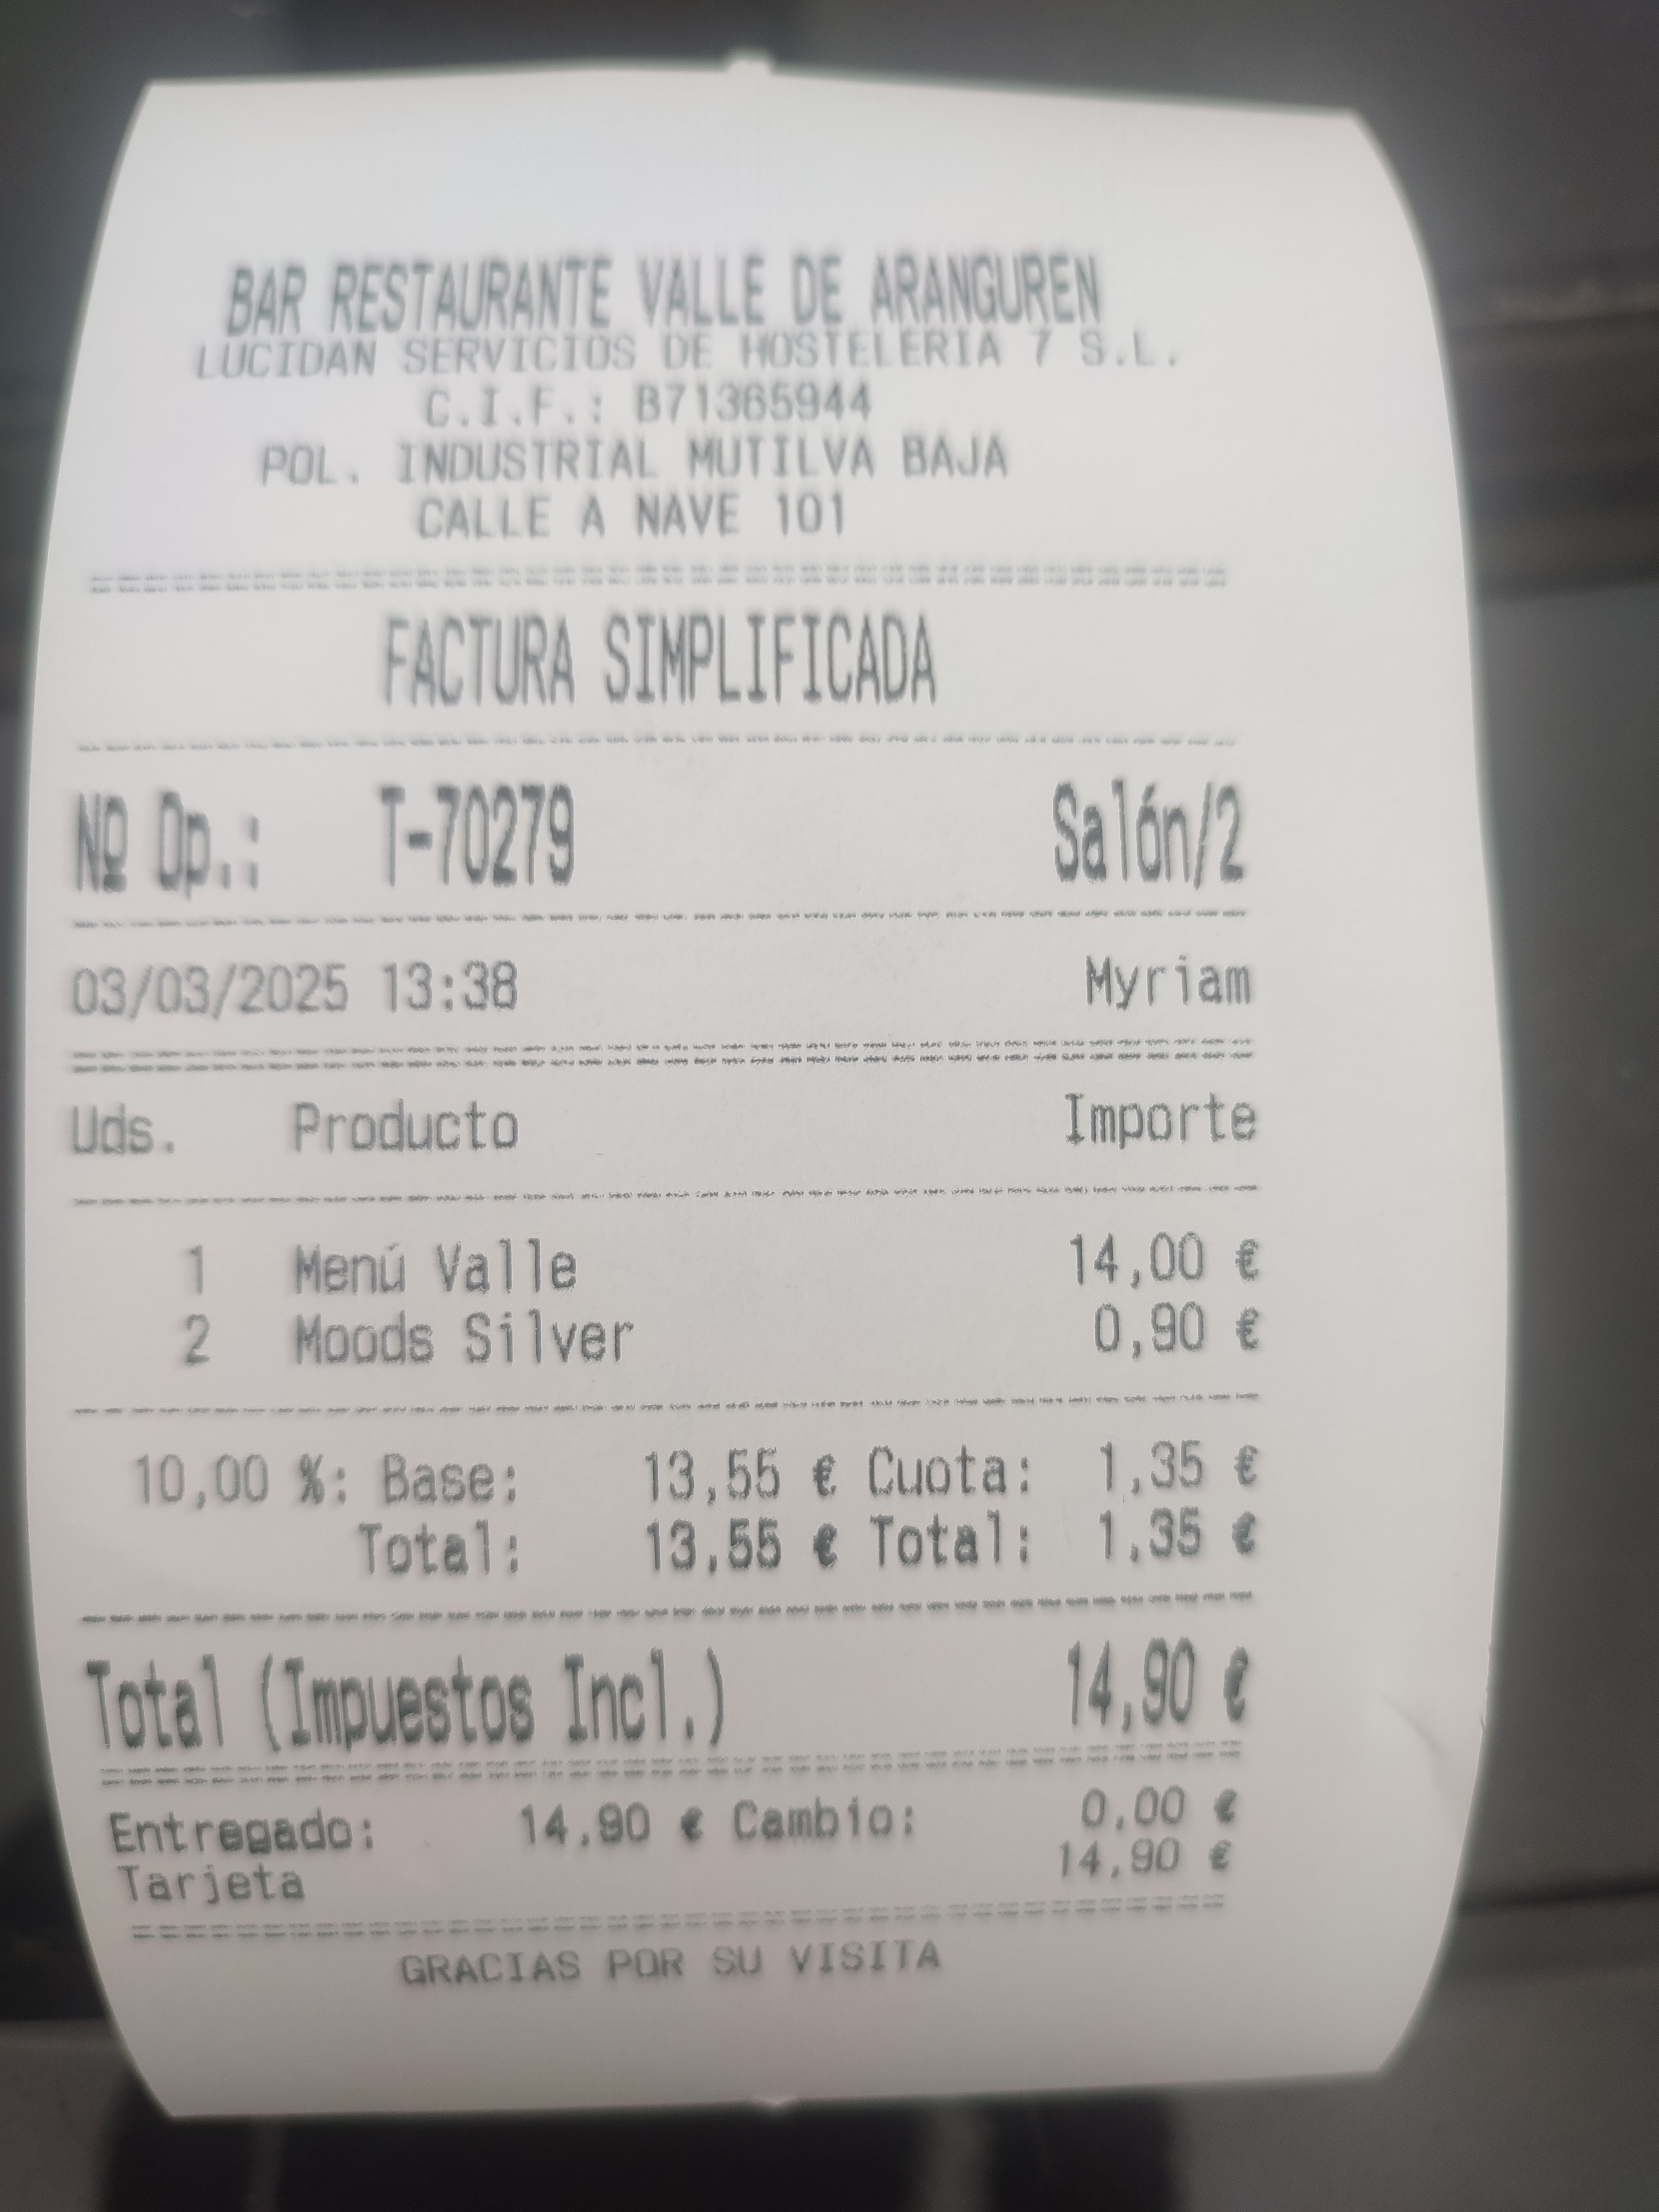 BAR RESTAURANTE VALLE DE ARANGUREN
LUCIDAN SERVICIOS DE HOSTELERIA 7 S.L.
C.I.F.: B71365944
POL. INDUSTRIAL MUTILVA BAJA
CALLE A NAVE 101
FACTURA SIMPLIFICADA
Nº Op.: T-70279 Salón/2
03/03/2025 13:38 Myriam
Uds. Producto Importe
1 Menú Valle 14,00 €
2 Moods Silver 0,90 €
10,00 %: Base: 13,55 € Cuota: 1,35 €
Total: 13,55 € Total: 1,35 €
Total (Impuestos Incl.) 14,90 €
Entregado: 14,90 € Cambio: 0,00 €
Tarjeta 14,90 €
GRACIAS POR SU VISITA